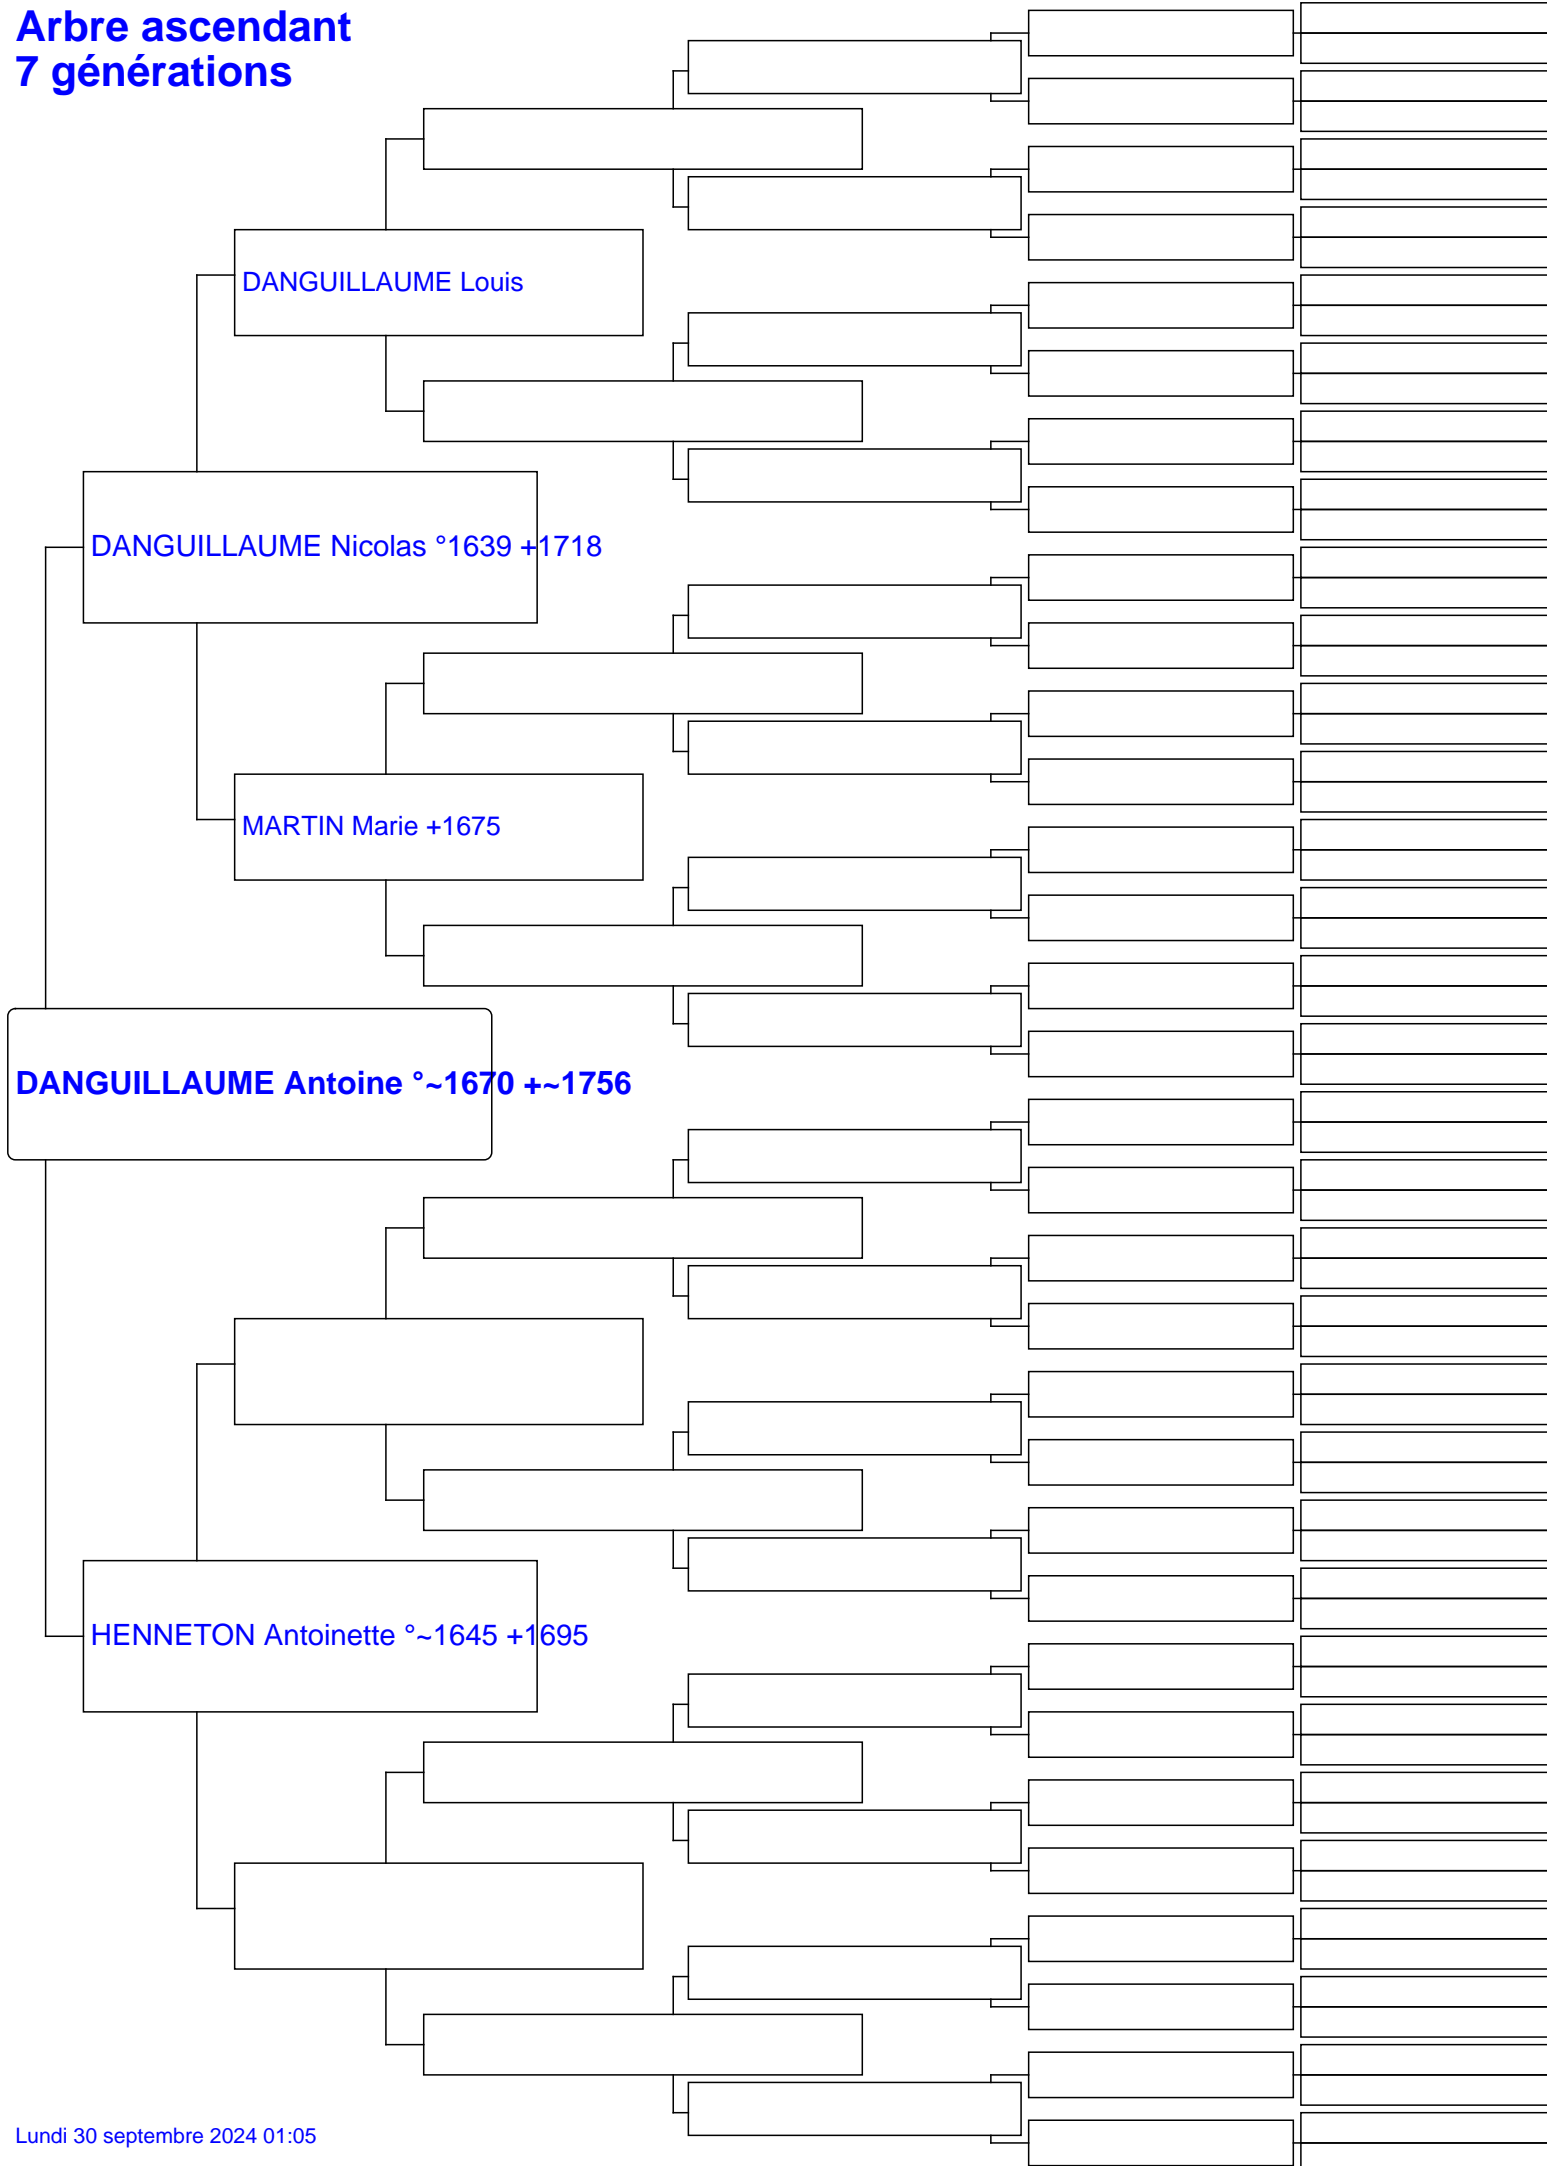 Arbre ascendant
7 générations
DANGUILLAUME Louis
DANGUILLAUME Nicolas °1639 +1718
MARTIN Marie +1675
DANGUILLAUME Antoine °~1670 +~1756
HENNETON Antoinette °~1645 +1695
Lundi 30 septembre 2024 01:05